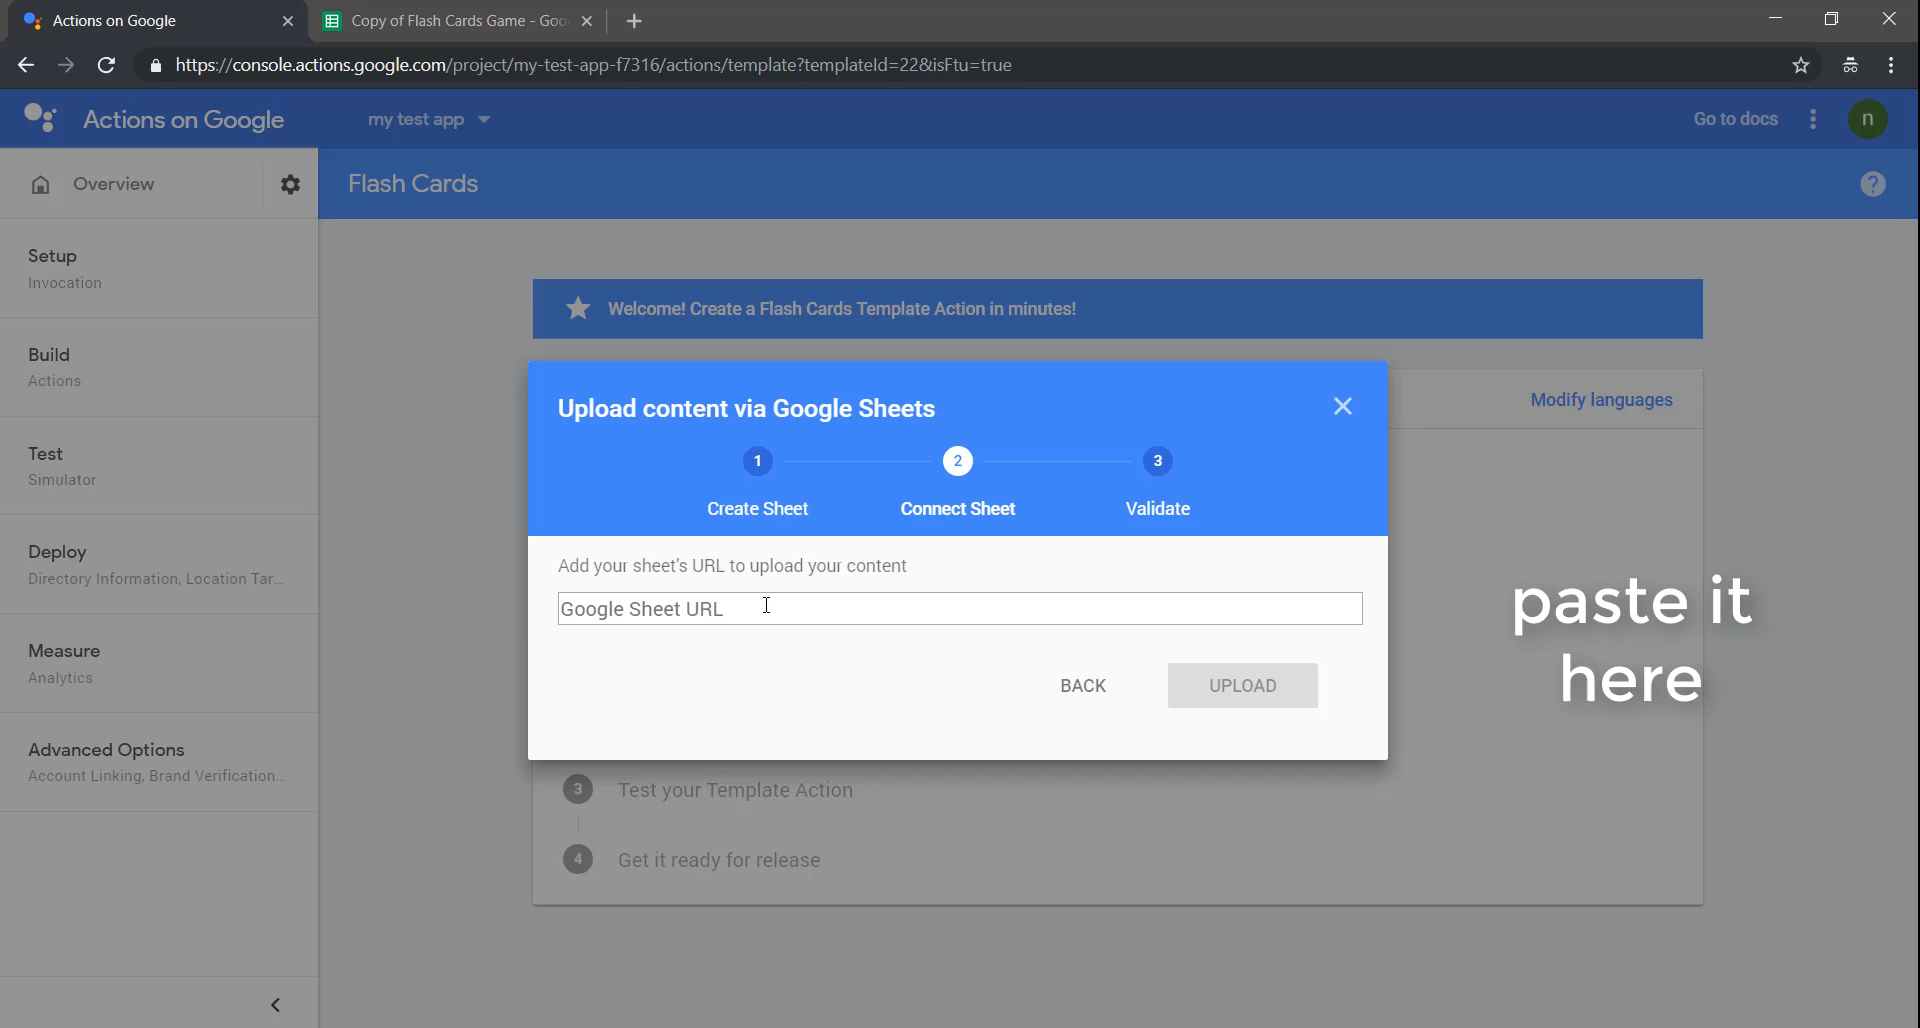 Actions on Google
Copy of Flash Cards Game - Goo
https://console.actions.google.com/project/my-test-app-f7316/actions/template?templateId=22&isFtu=true
Actions on Google
my test app
Go to docs
n
Overview
Flash Cards
?
Setup
Invocation
Build
Actions
Test
Simulator
Deploy
Directory Information, Location Tar...
Measure
Analytics
Advanced Options
Account Linking, Brand Verification...
Welcome! Create a Flash Cards Template Action in minutes!
Modify languages
Upload content via Google Sheets
1
2
3
Create Sheet
Connect Sheet
Validate
Add your sheet's URL to upload your content
Google Sheet URL
BACK
UPLOAD
paste it
here
3 Test your Template Action
4 Get it ready for release